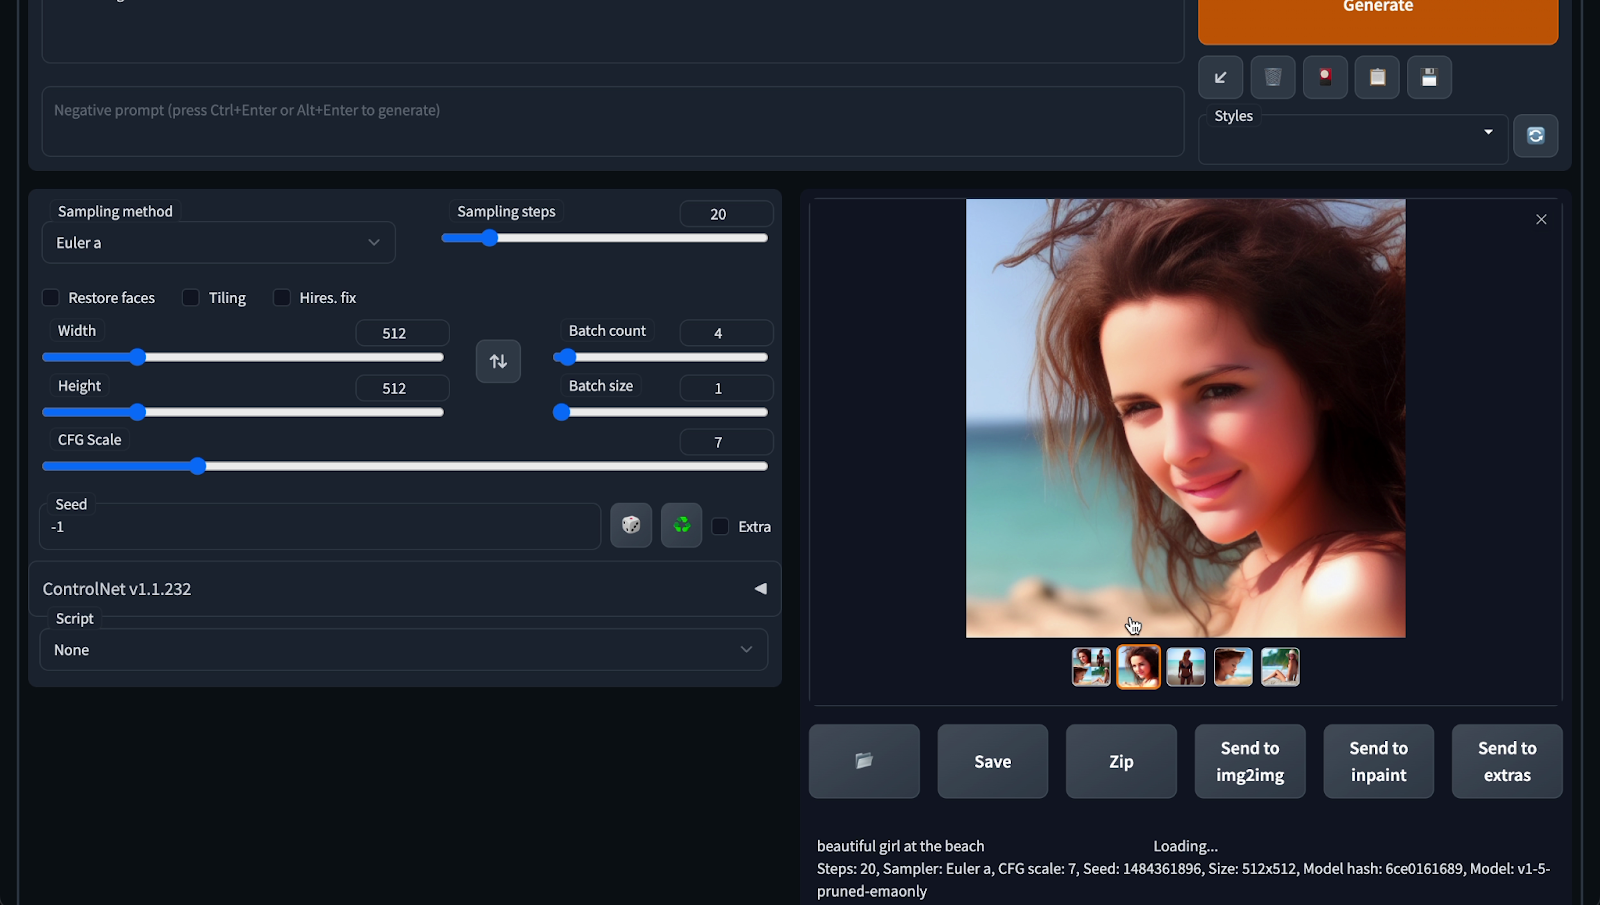 Generate
Negative prompt (press Ctrl+Enter or Alt+Enter to generate)
Styles
Sampling method
Sampling steps
20
Euler a
Restore faces
Tiling
Hires. fix
Width
512
Batch count
4
Height
512
Batch size
1
CFG Scale
7
Seed
-1
Extra
ControlNet v1.1.232
Script
None
Save
Zip
Send to
img2img
Send to
inpaint
Send to
extras
beautiful girl at the beach
Loading...
Steps: 20, Sampler: Euler a, CFG scale: 7, Seed: 1484361896, Size: 512x512, Model hash: 6ce0161689, Model: v1-5-
pruned-emaonly